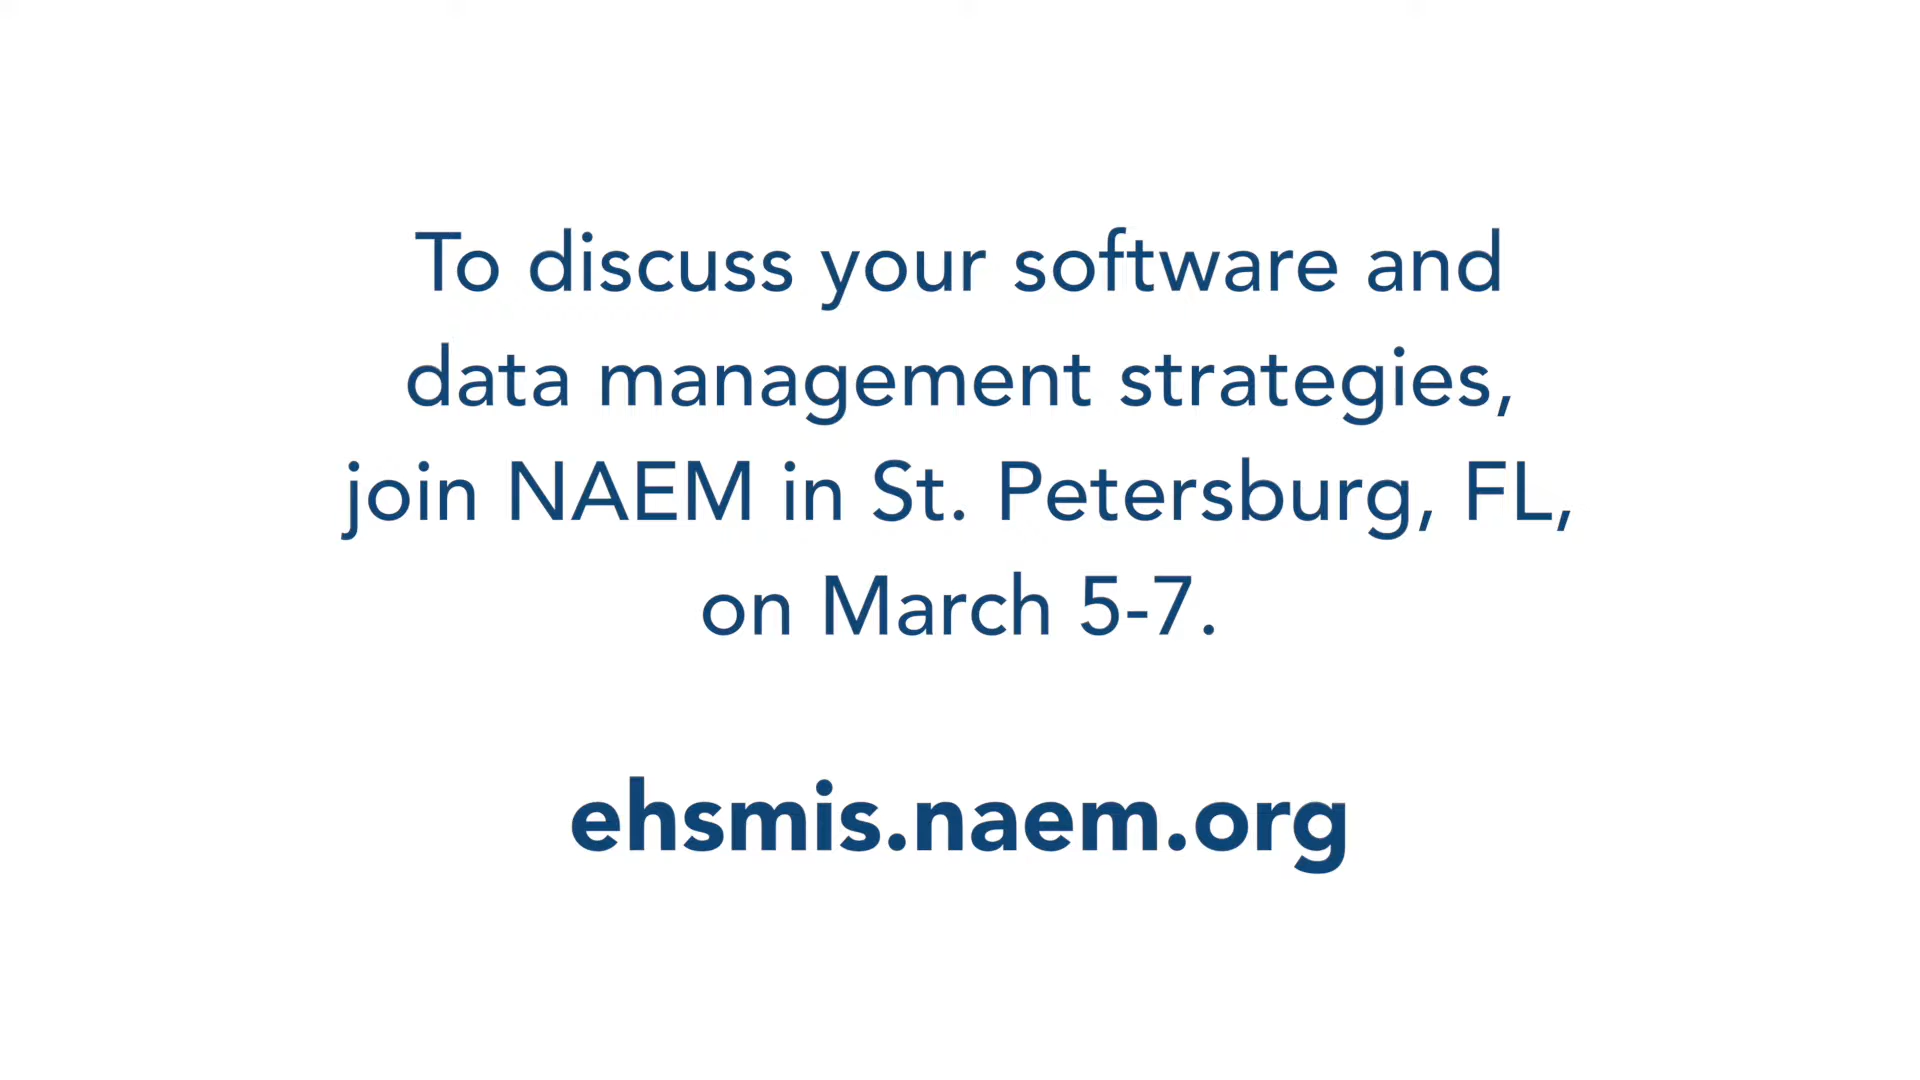 To discuss your software and
data management strategies,
join NAEM in St. Petersburg, FL,
on March 5-7.
ehsmis.naem.org